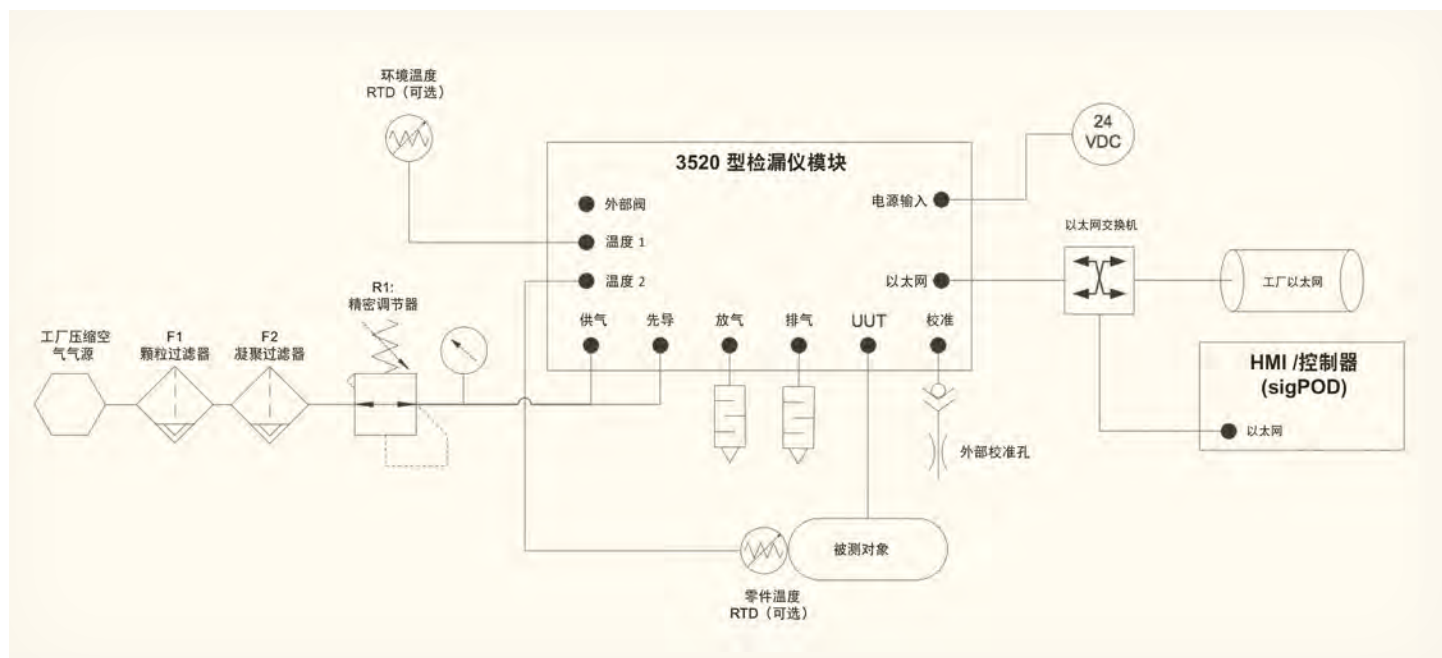 环境温度
RTD（可选）
24
VDC
3520 型检漏仪模块
外部阀
电源输入
温度 1
以太网交换机
温度 2
以太网
工厂以太网
R1:
精密调节器
供气
先导
放气
排气
UUT
校准
工厂压缩空
气气源
F1
颗粒过滤器
F2
凝聚过滤器
HMI /控制器
(sigPOD)
以太网
外部校准孔
被测对象
零件温度
RTD（可选）